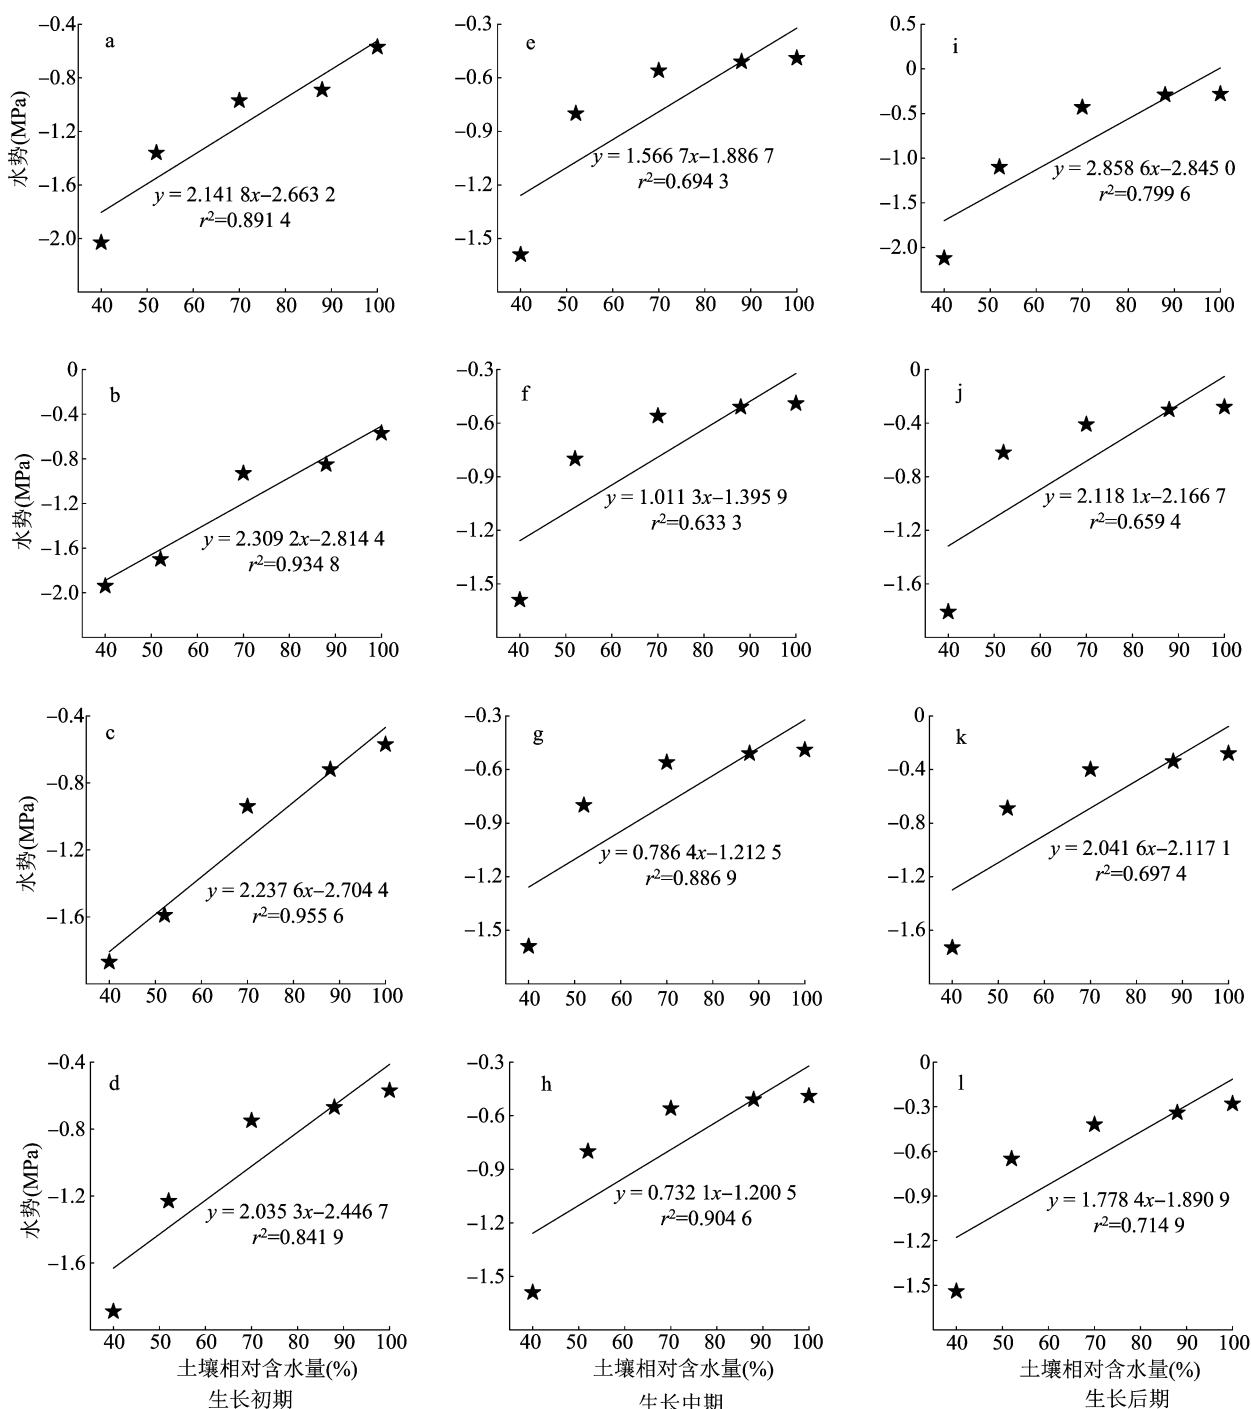 水势(MPa)
a
−0.4
−0.8
−1.2
−1.6
−2.0
y = 2.141 8x−2.663 2
r²=0.891 4
40 50 60 70 80 90 100
e
−0.3
−0.6
−0.9
−1.2
−1.5
y = 1.566 7x−1.886 7
r²=0.694 3
40 50 60 70 80 90 100
i
0.5
0
−0.5
−1.0
−1.5
−2.0
y = 2.858 6x−2.845 0
r²=0.799 6
40 50 60 70 80 90 100
水势(MPa)
b
0
−0.4
−0.8
−1.2
−1.6
−2.0
y = 2.309 2x−2.814 4
r²=0.934 8
40 50 60 70 80 90 100
f
−0.3
−0.6
−0.9
−1.2
−1.5
y = 1.011 3x−1.395 9
r²=0.633 3
40 50 60 70 80 90 100
j
0
−0.4
−0.8
−1.2
−1.6
y = 2.118 1x−2.166 7
r²=0.659 4
40 50 60 70 80 90 100
水势(MPa)
c
−0.4
−0.8
−1.2
−1.6
y = 2.237 6x−2.704 4
r²=0.955 6
40 50 60 70 80 90 100
g
−0.3
−0.6
−0.9
−1.2
−1.5
y = 0.786 4x−1.212 5
r²=0.886 9
40 50 60 70 80 90 100
k
0
−0.4
−0.8
−1.2
−1.6
y = 2.041 6x−2.117 1
r²=0.697 4
40 50 60 70 80 90 100
水势(MPa)
d
−0.4
−0.8
−1.2
−1.6
y = 2.035 3x−2.446 7
r²=0.841 9
40 50 60 70 80 90 100
土壤相对含水量(%)
生长初期
h
−0.3
−0.6
−0.9
−1.2
−1.5
y = 0.732 1x−1.200 5
r²=0.904 6
40 50 60 70 80 90 100
土壤相对含水量(%)
生长中期
l
0
−0.3
−0.6
−0.9
−1.2
−1.5
y = 1.778 4x−1.890 9
r²=0.714 9
40 50 60 70 80 90 100
土壤相对含水量(%)
生长后期